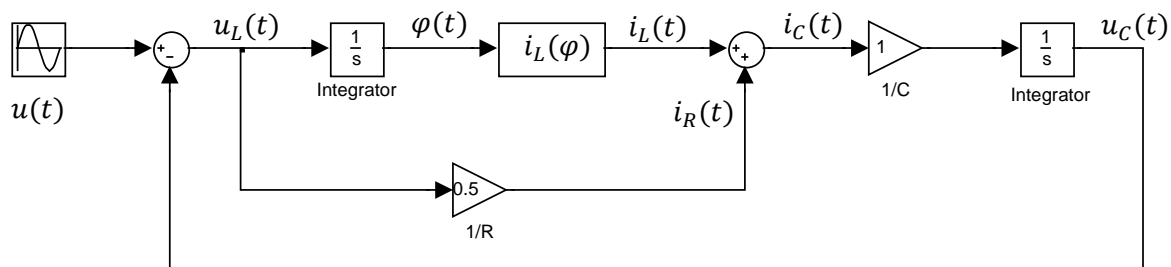 u_L(t)
φ(t)
i_L(t)
i_C(t)
u_C(t)
+
−
1
s
i_L(φ)
+
+
1
1
s
Integrator
1/C
Integrator
u(t)
i_R(t)
0.5
1/R